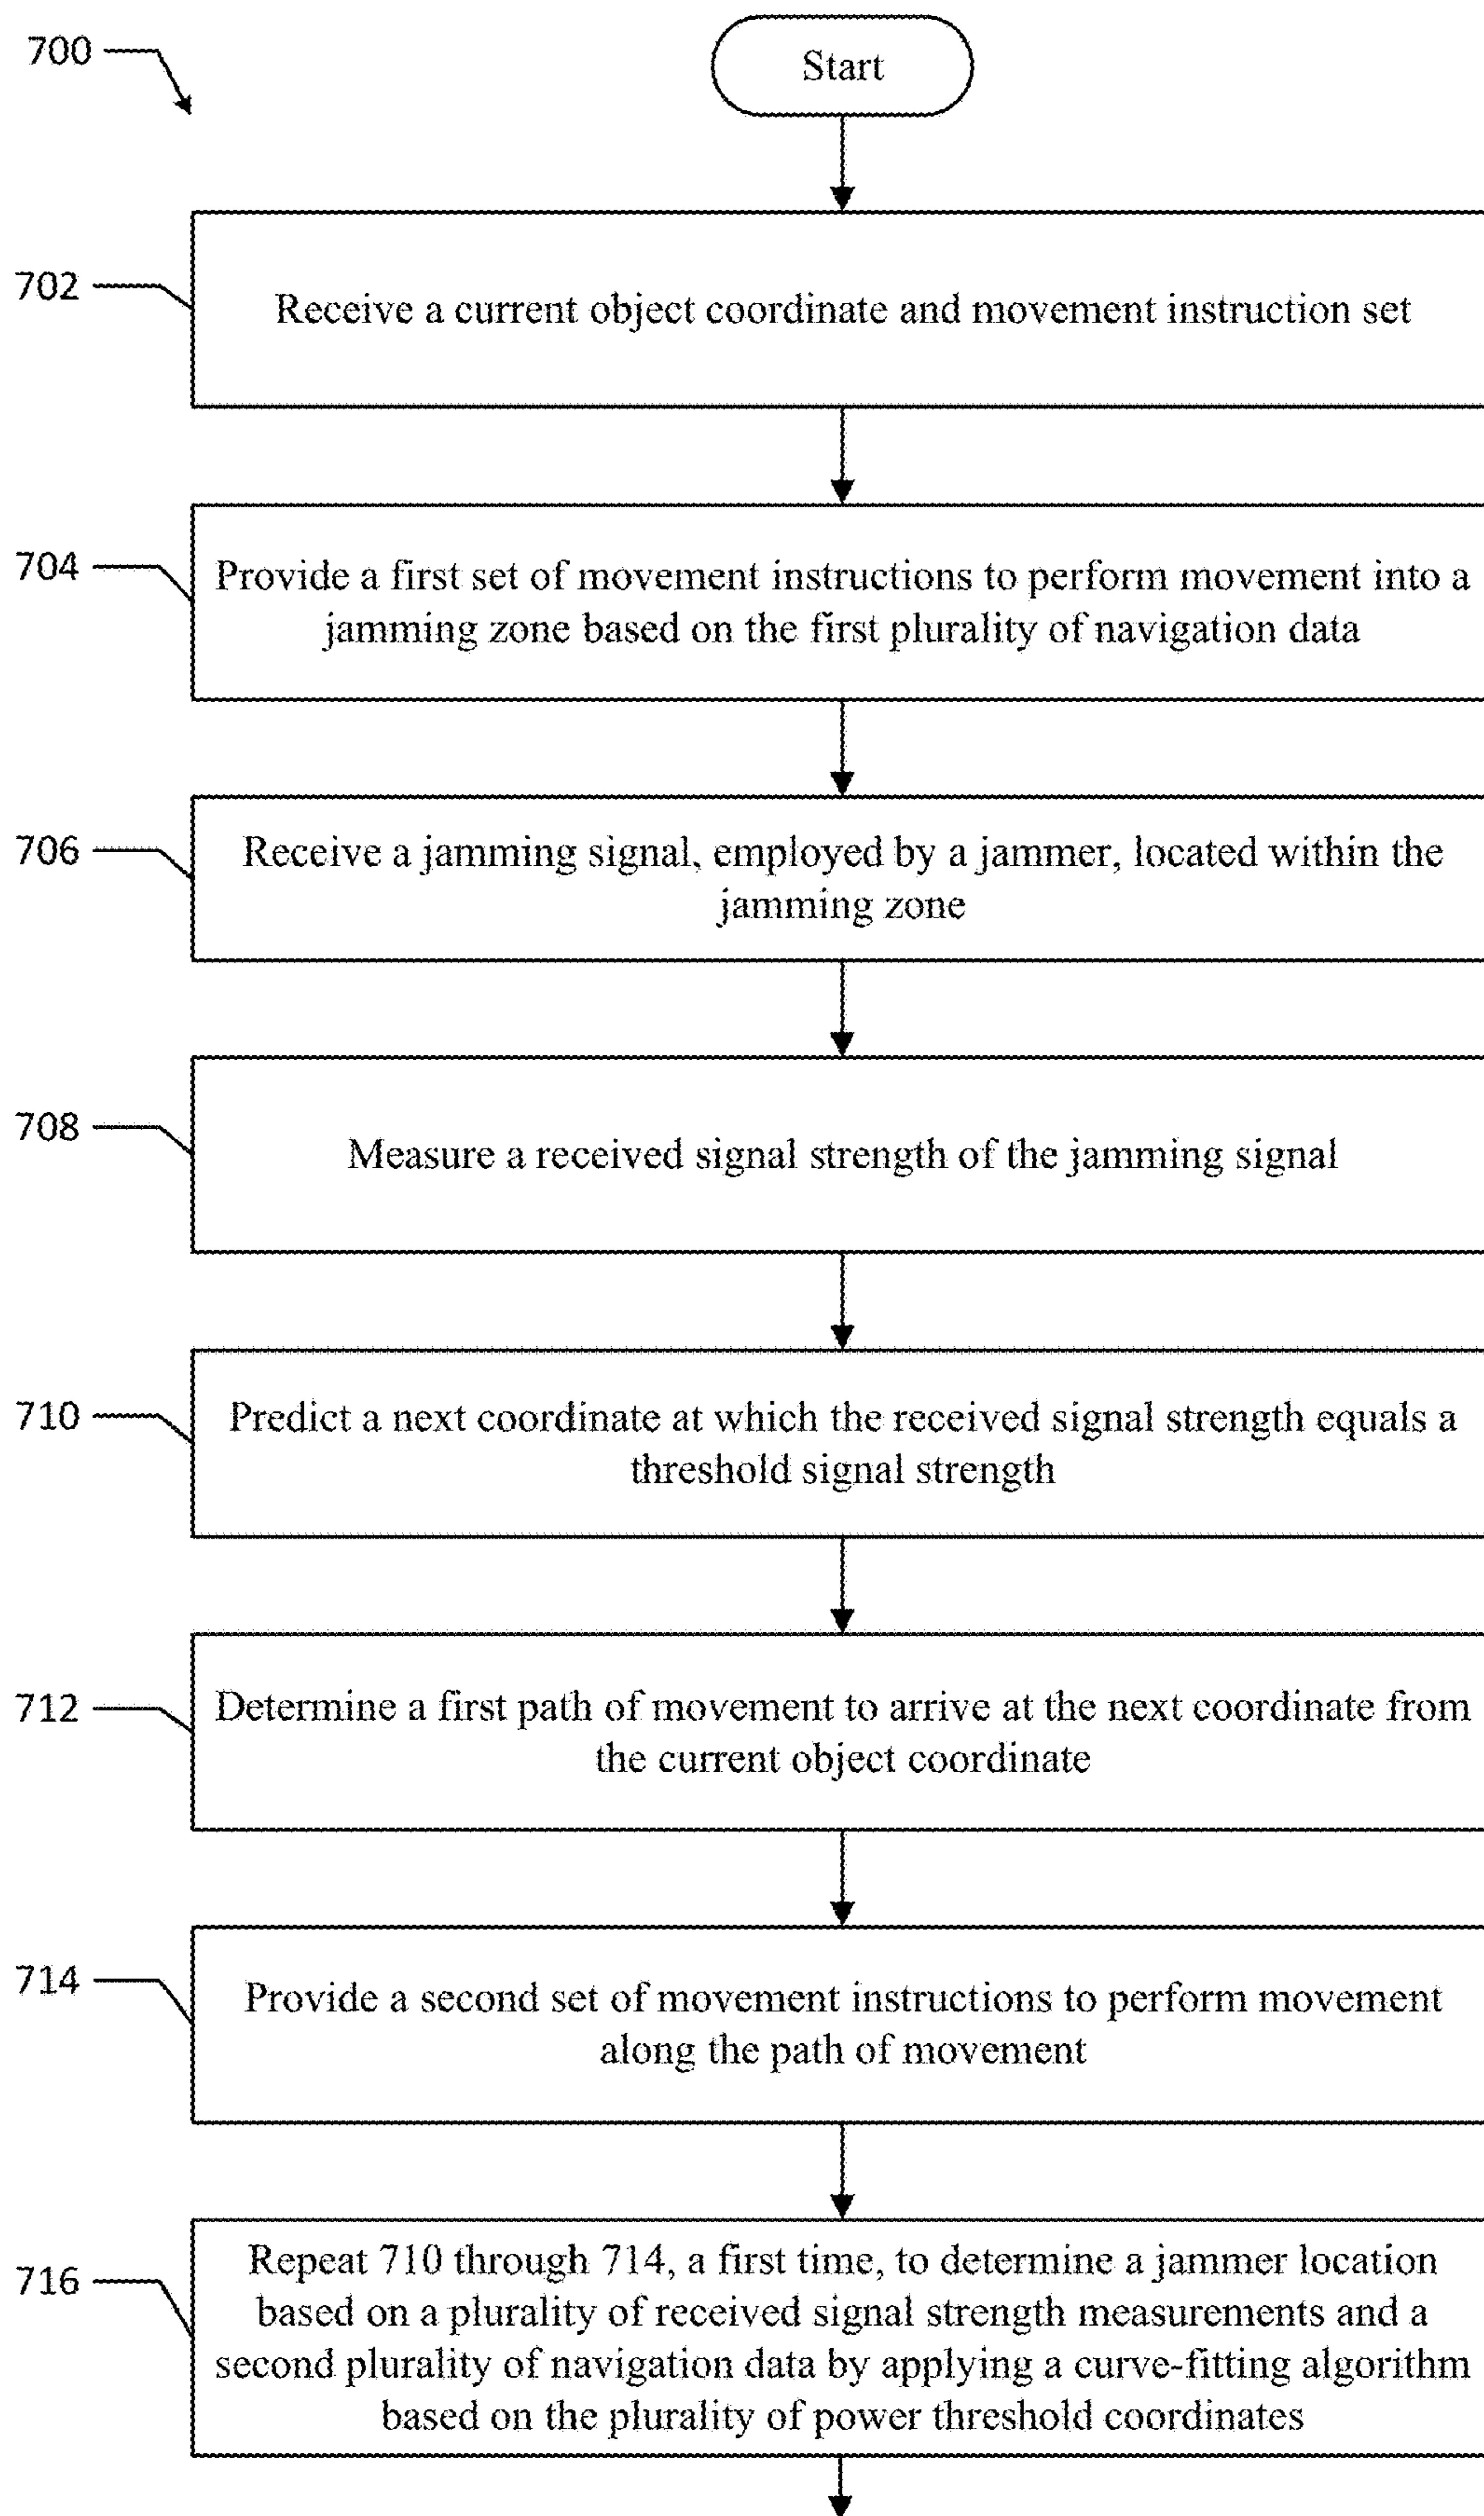 700
Start
702
Receive a current object coordinate and movement instruction set
704
Provide a first set of movement instructions to perform movement into a
jamming zone based on the first plurality of navigation data
706
Receive a jamming signal, employed by a jammer, located within the
jamming zone
708
Measure a received signal strength of the jamming signal
710
Predict a next coordinate at which the received signal strength equals a
threshold signal strength
712
Determine a first path of movement to arrive at the next coordinate from
the current object coordinate
714
Provide a second set of movement instructions to perform movement
along the path of movement
716
Repeat 710 through 714, a first time, to determine a jammer location
based on a plurality of received signal strength measurements and a
second plurality of navigation data by applying a curve-fitting algorithm
based on the plurality of power threshold coordinates